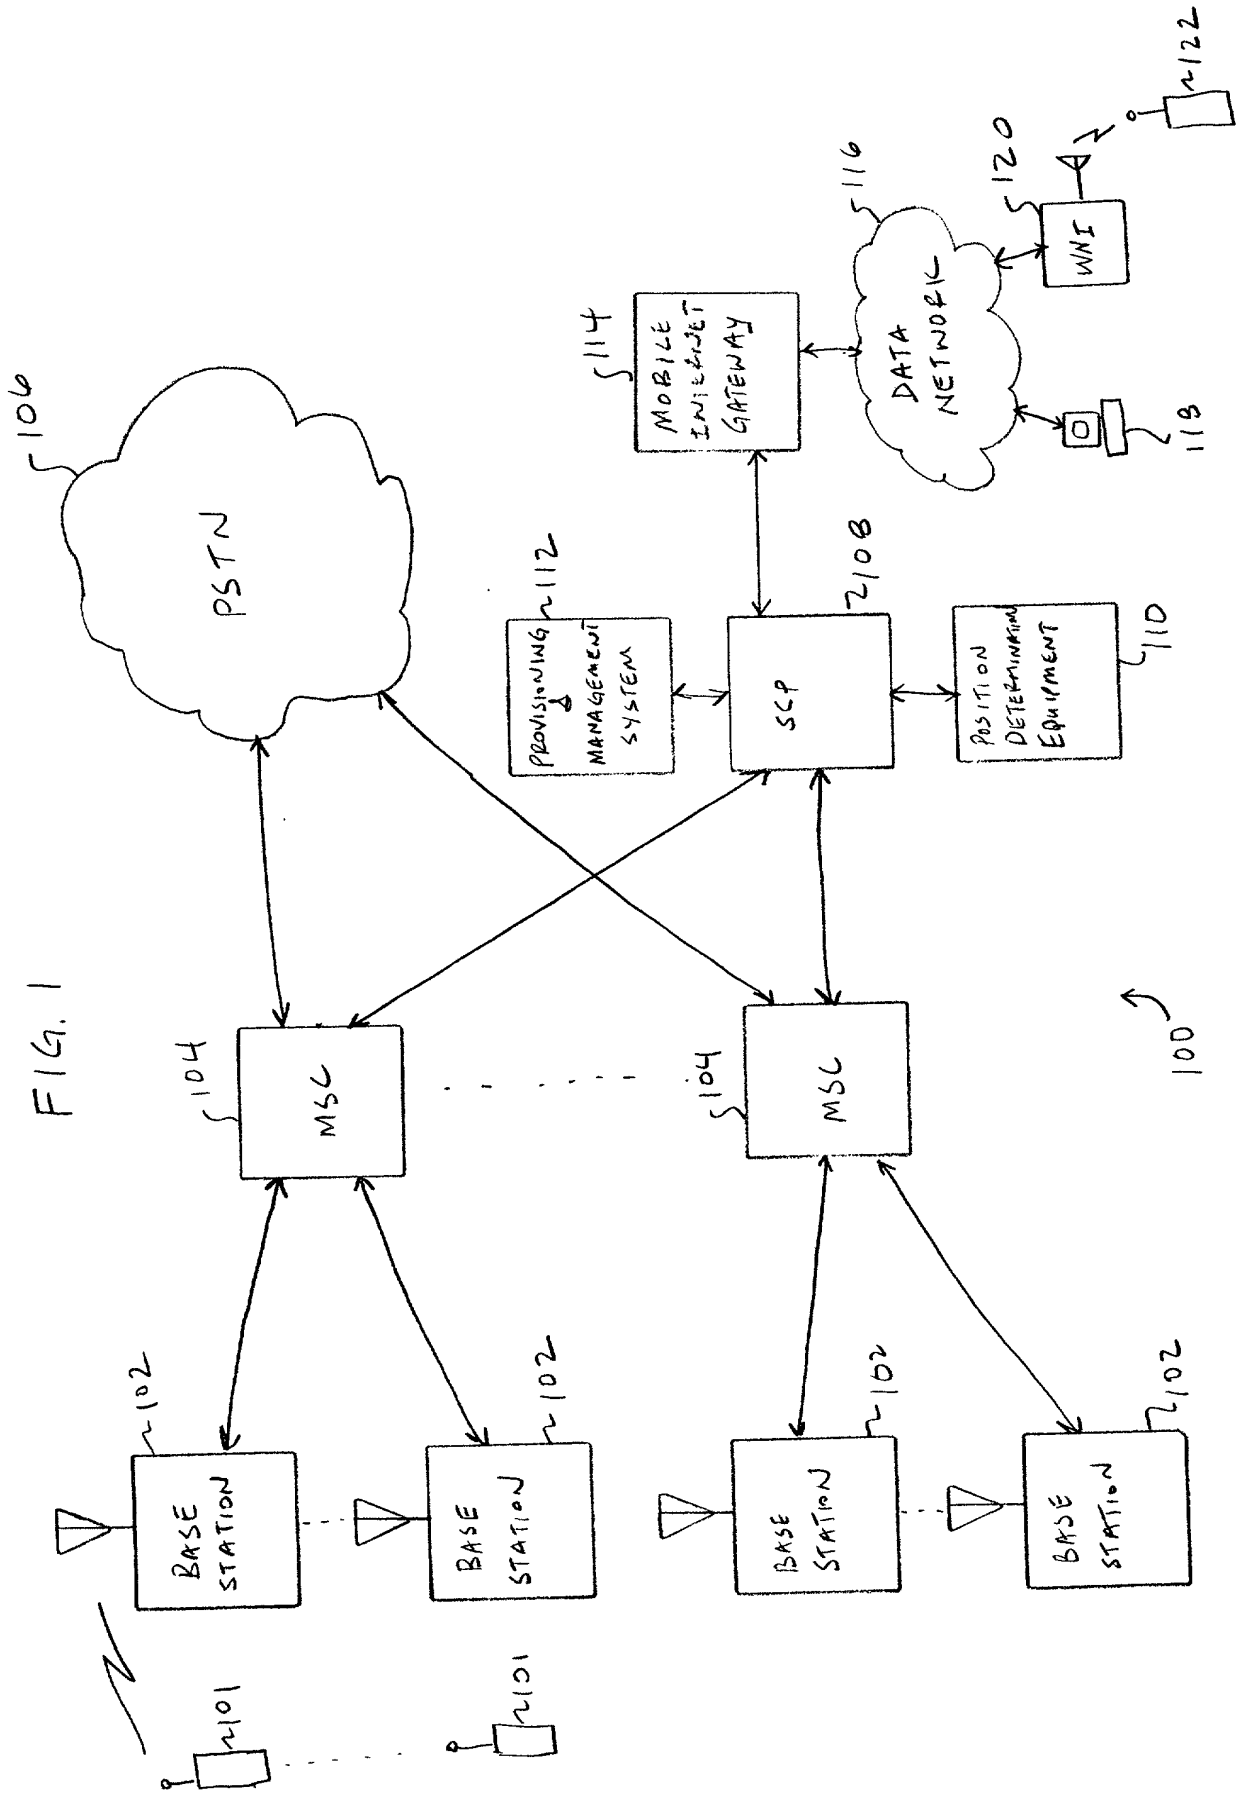 FIG. 1
106
PSTN
104
MSC
104
MSC
102
BASE
STATION
102
BASE
STATION
102
BASE
STATION
102
BASE
STATION
101
101
112
PROVISIONING
&
MANAGEMENT
SYSTEM
108
SCP
110
POSITION
DETERMINATION
EQUIPMENT
114
MOBILE
INTERNET
GATEWAY
116
DATA
NETWORK
118
120
WNI
122
100